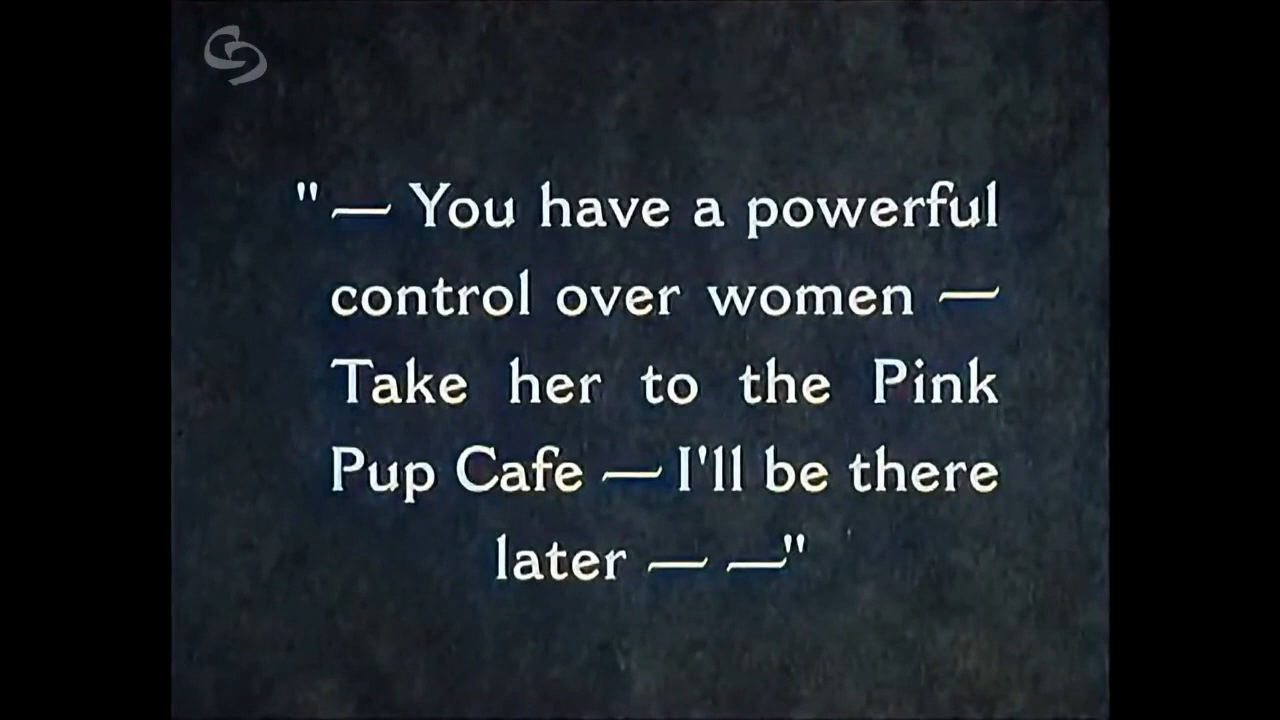 "— You have a powerful
control over women —
Take her to the Pink
Pup Cafe — I'll be there
later — —"